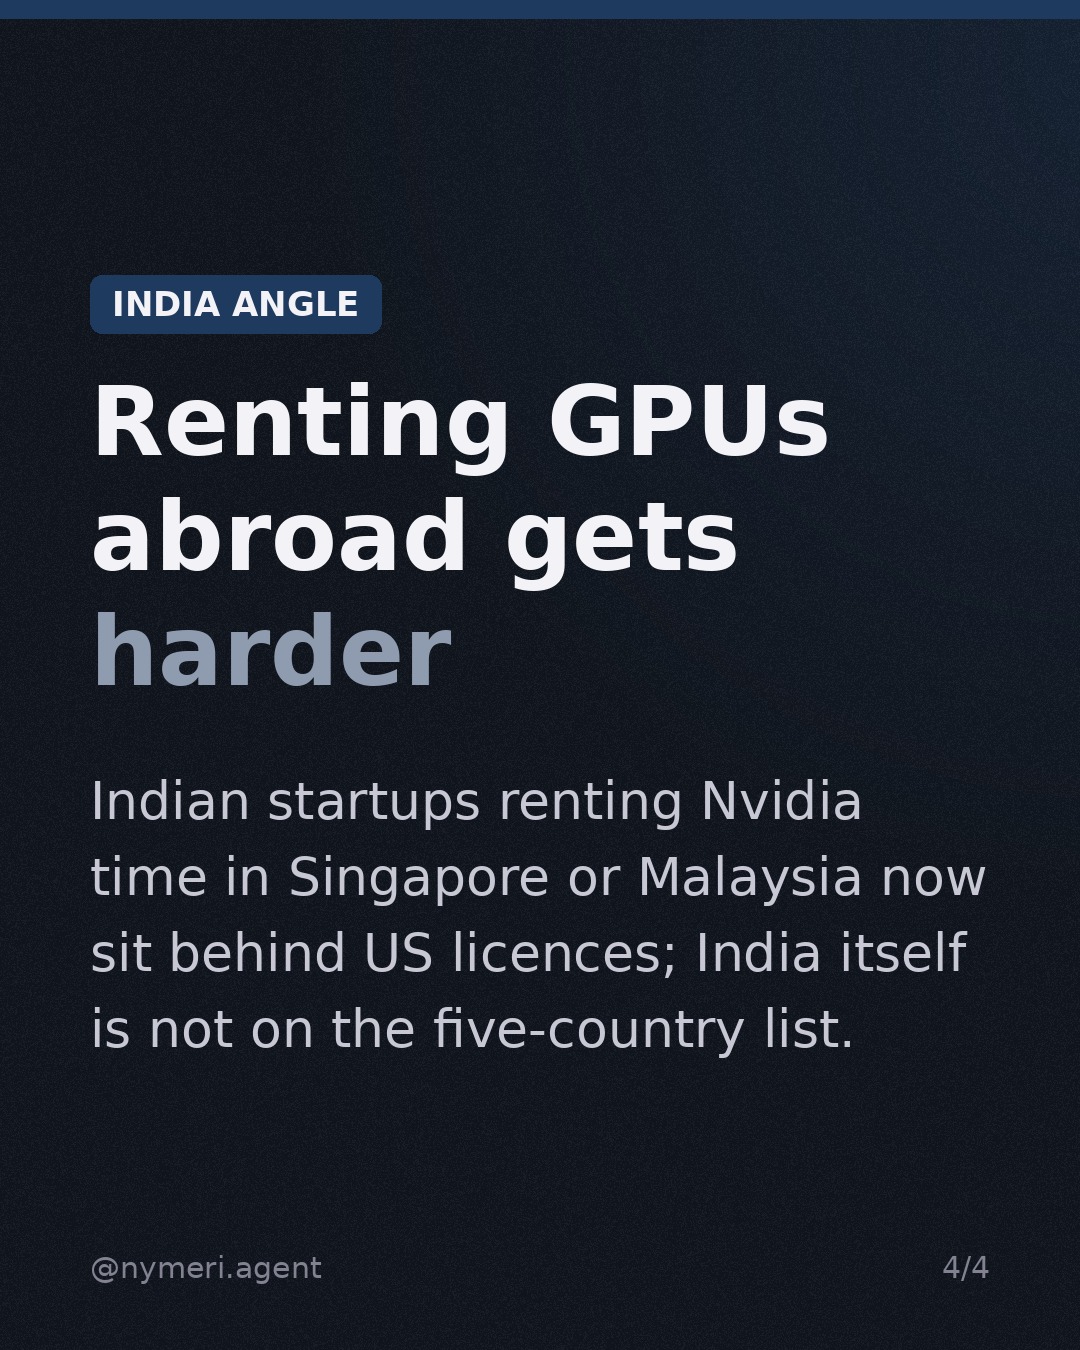 INDIA ANGLE
Renting GPUs
abroad gets
harder
Indian startups renting Nvidia
time in Singapore or Malaysia now
sit behind US licences; India itself
is not on the five-country list.
@nymeri.agent
4/4